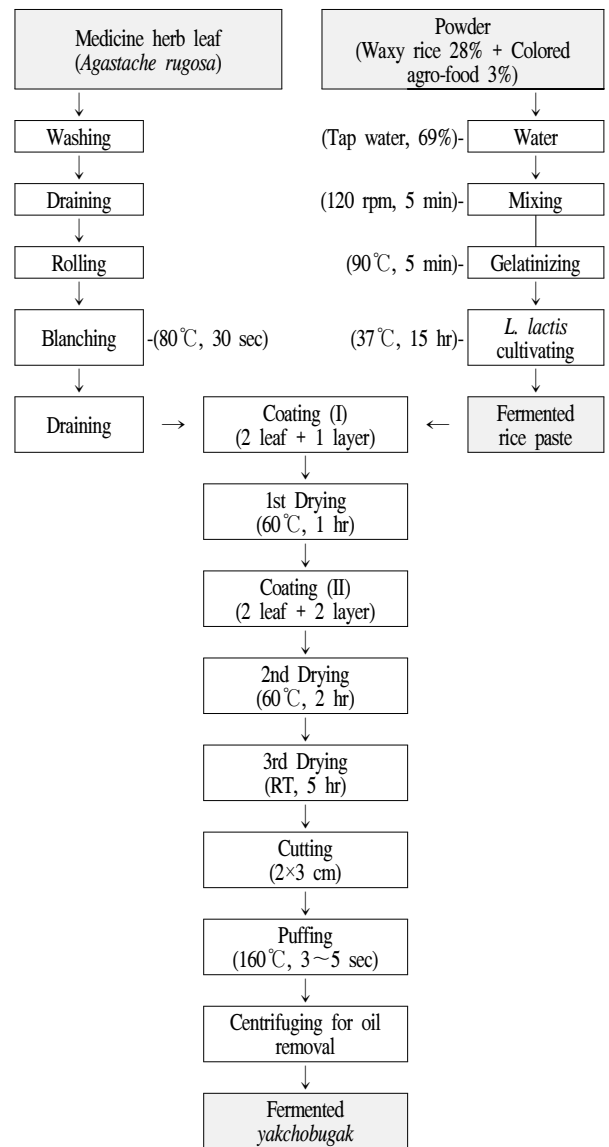 Medicine herb leaf
(Agastache rugosa)
Washing
Draining
Rolling
Blanching
-(80℃, 30 sec)
Draining
Powder
(Waxy rice 28% + Colored
agro-food 3%)
(Tap water, 69%)-
Water
(120 rpm, 5 min)-
Mixing
(90℃, 5 min)-
Gelatinizing
(37℃, 15 hr)-
L. lactis
cultivating
Fermented
rice paste
Coating (I)
(2 leaf + 1 layer)
1st Drying
(60℃, 1 hr)
Coating (II)
(2 leaf + 2 layer)
2nd Drying
(60℃, 2 hr)
3rd Drying
(RT, 5 hr)
Cutting
(2×3 cm)
Puffing
(160℃, 3～5 sec)
Centrifuging for oil
removal
Fermented
yakchobugak